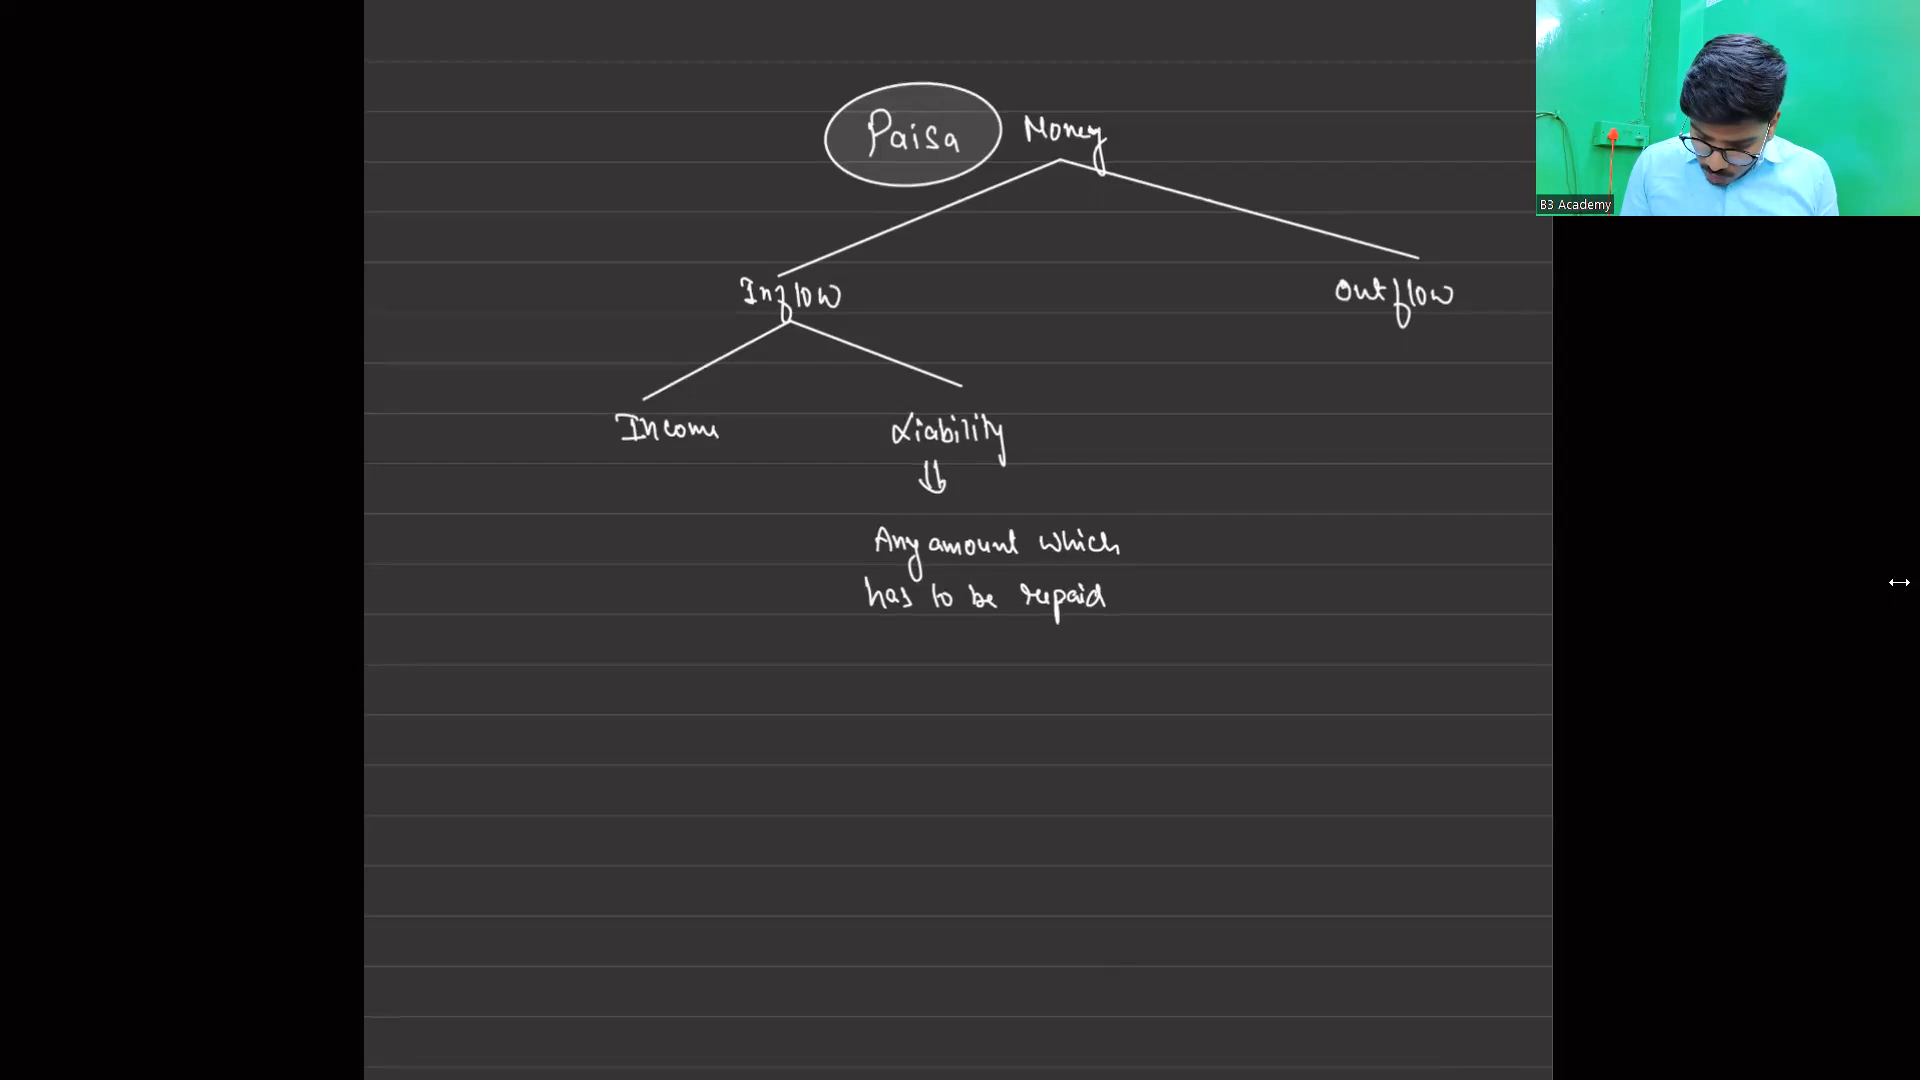 Paisa Money
B3 Academy
Inflow Outflow
Income Liability
Any amount which
has to be repaid